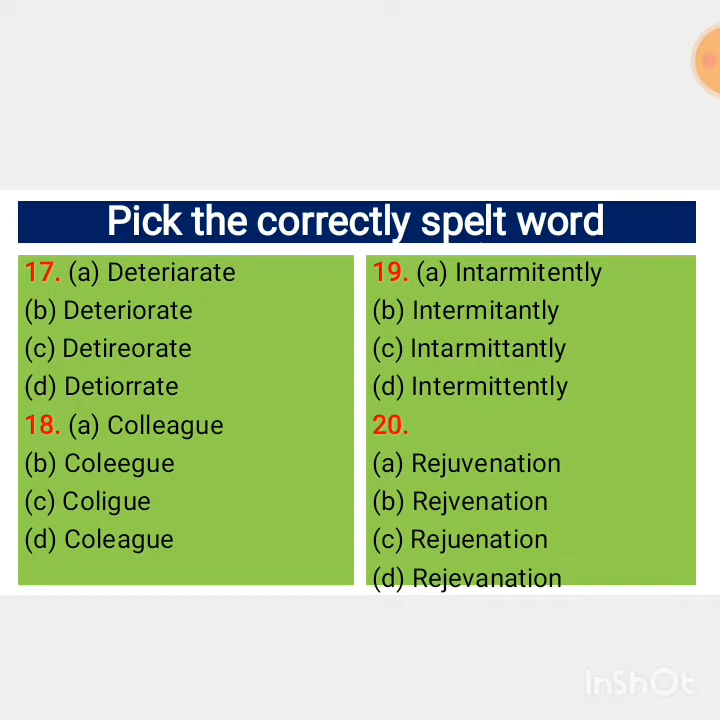 Pick the correctly spelt word
17. (a) Deteriarate
(b) Deteriorate
(c) Detireorate
(d) Detiorrate
18. (a) Colleague
(b) Coleegue
(c) Coligue
(d) Coleague
19. (a) Intarmitently
(b) Intermitantly
(c) Intarmittantly
(d) Intermittently
20.
(a) Rejuvenation
(b) Rejvenation
(c) Rejuenation
(d) Rejevanation
InShOt